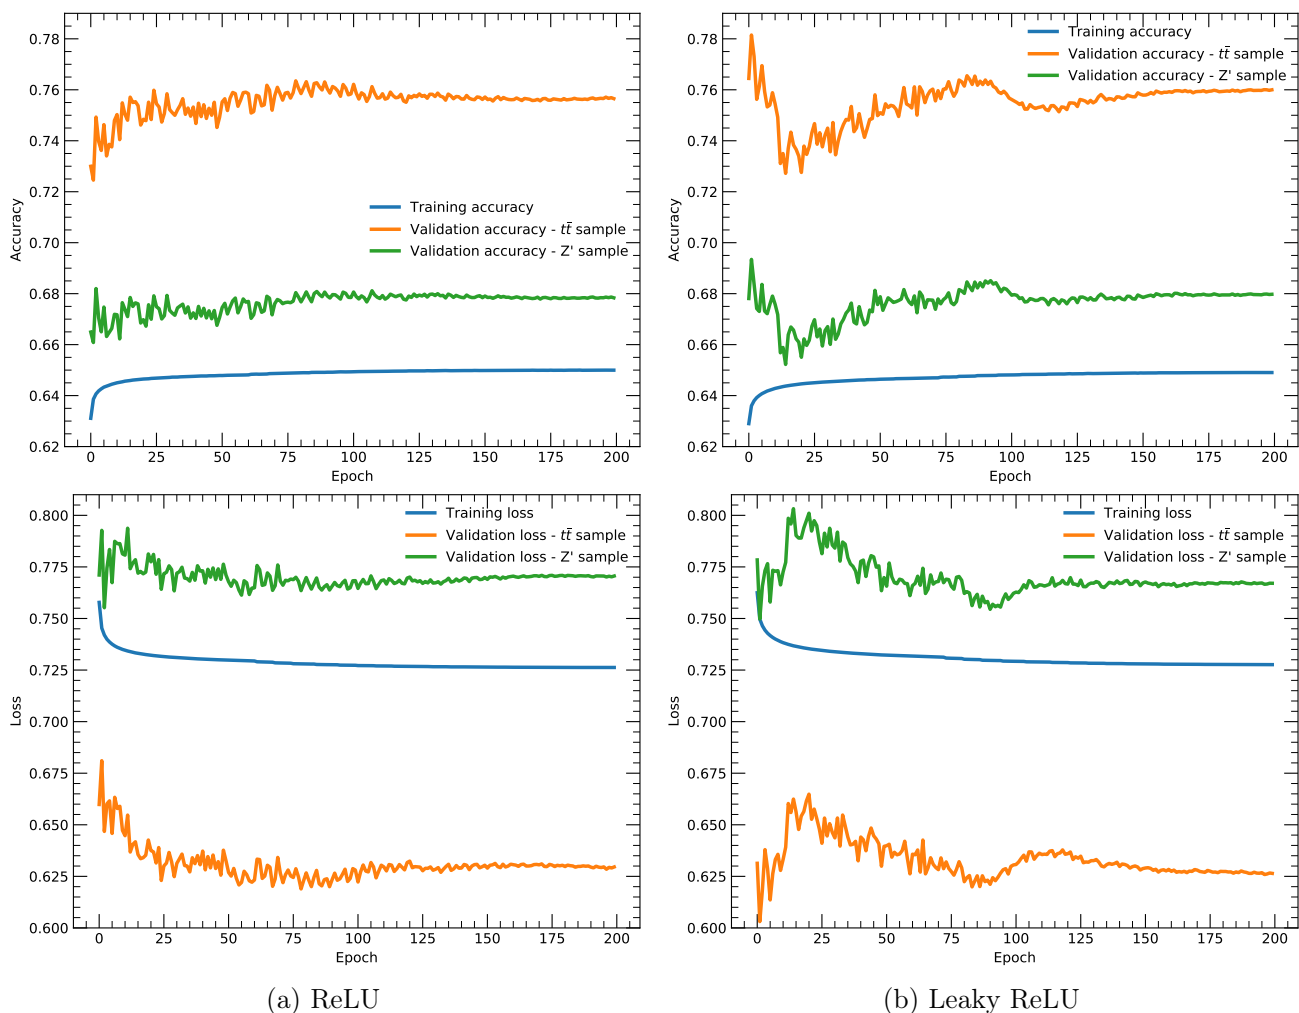 0.78
0.76
0.74
0.72
0.70
0.68
0.66
0.64
0.62
Accuracy
Training accuracy
Validation accuracy - tt̄ sample
Validation accuracy - Z' sample
0 25 50 75 100 125 150 175 200
Epoch
0.78
0.76
0.74
0.72
0.70
0.68
0.66
0.64
0.62
Accuracy
Training accuracy
Validation accuracy - tt̄ sample
Validation accuracy - Z' sample
0 25 50 75 100 125 150 175 200
Epoch
0.800
0.775
0.750
0.725
0.700
0.675
0.650
0.625
0.600
Loss
Training loss
Validation loss - tt̄ sample
Validation loss - Z' sample
0 25 50 75 100 125 150 175 200
Epoch
0.800
0.775
0.750
0.725
0.700
0.675
0.650
0.625
0.600
Loss
Training loss
Validation loss - tt̄ sample
Validation loss - Z' sample
0 25 50 75 100 125 150 175 200
Epoch
(a) ReLU
(b) Leaky ReLU